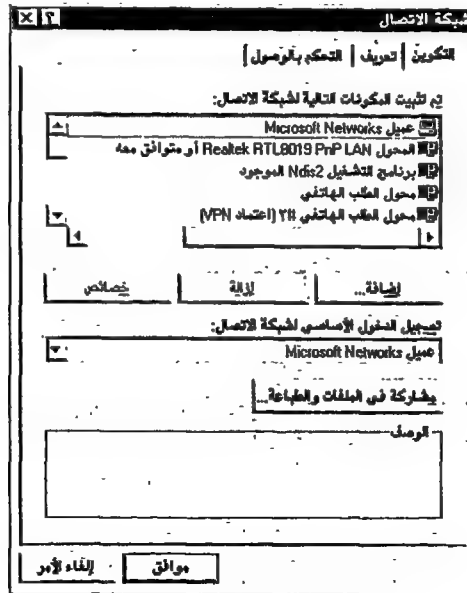 شبكة الاتصال
التكوين تعريف التحكم بالوصول
تم تثبيت المكونات التالية لشبكة الاتصال:
عميل Microsoft Networks
المحول Realtek RTL8019 PnP LAN أو متوافق معه
برنامج التشغيل Ndis2 الموجود
محول الطلب الهاتفي
محول الطلب الهاتفي #٢ (اعتماد VPN)
إضافة... إزالة خصائص
تسجيل الدخول الأساسي لشبكة الاتصال:
عميل Microsoft Networks
مشاركة في الملفات والطباعة...
الوصف
موافق إلغاء الأمر